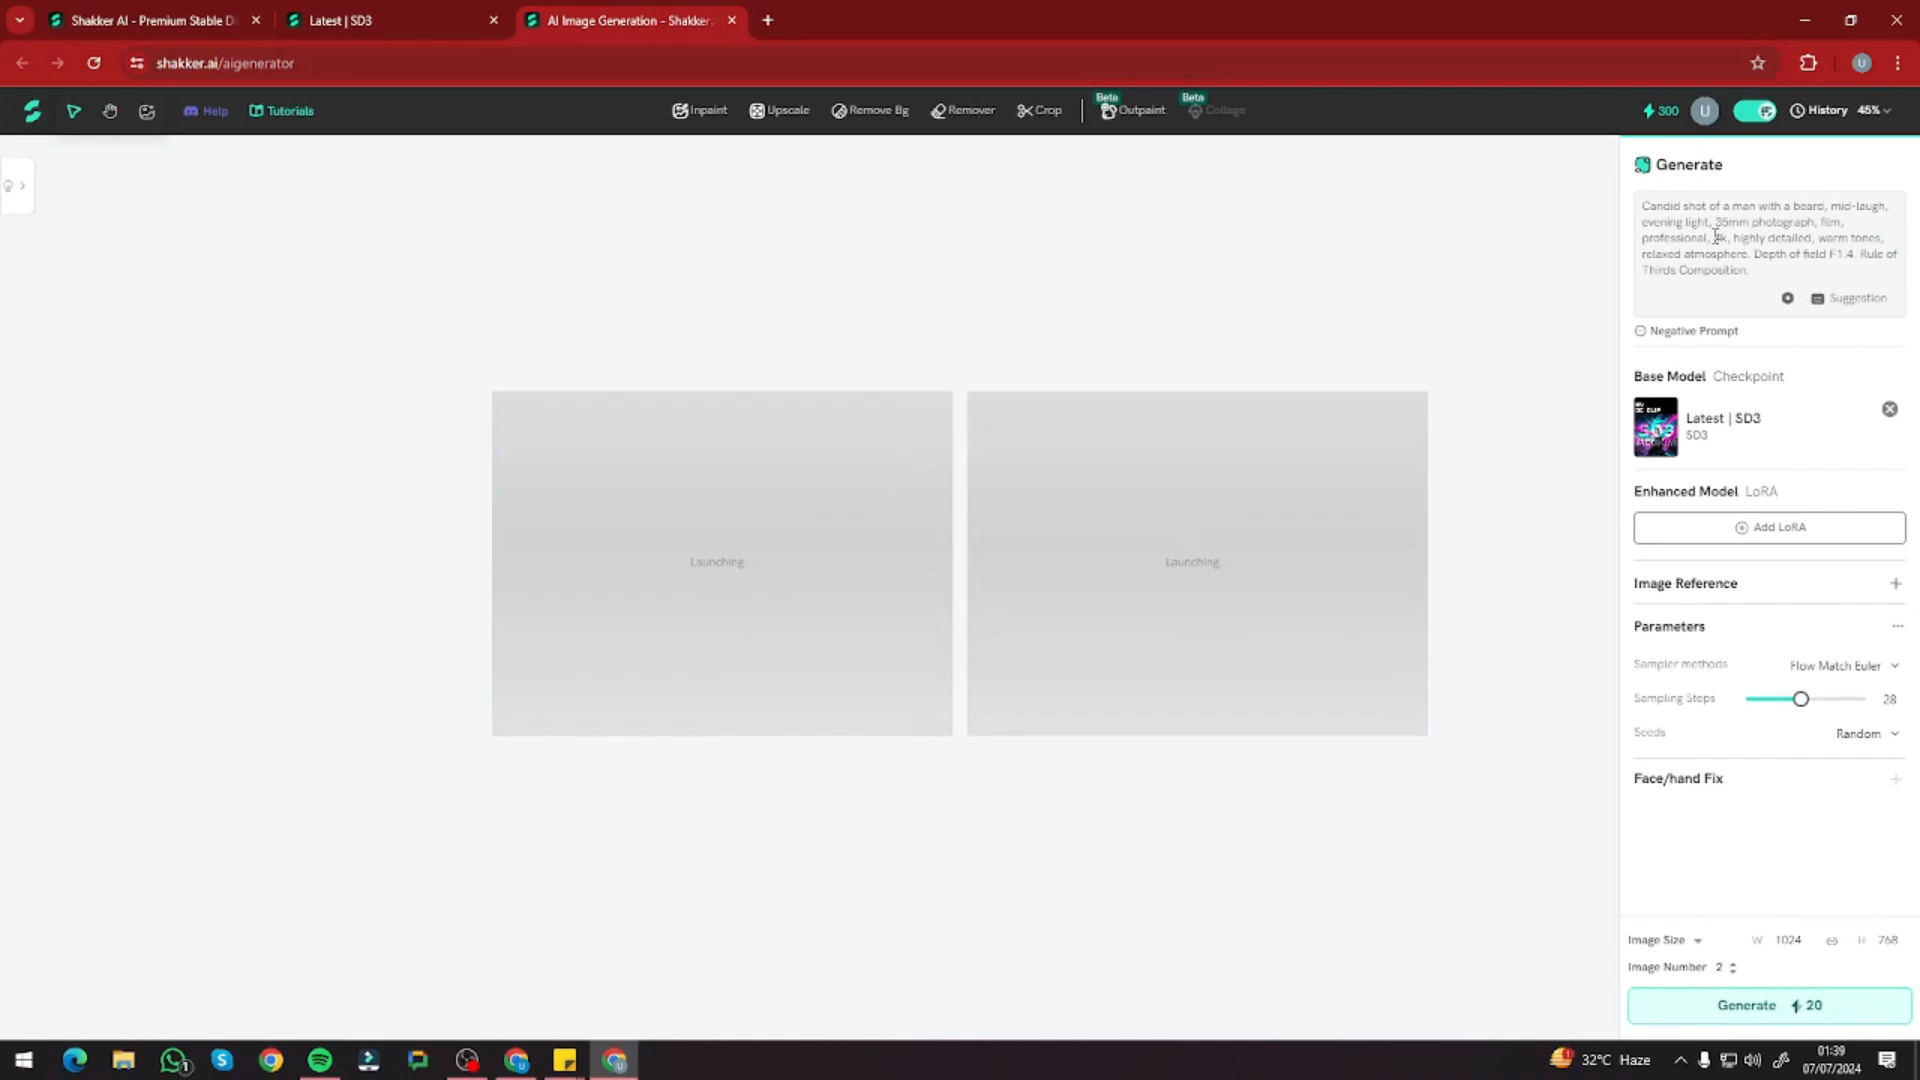 Shakker AI - Premium Stable D
Latest | SD3
AI Image Generation - Shakker.
shakker.ai/aigenerator
U
Help
Tutorials
Inpaint
Upscale
Remove Bg
Remover
Crop
Beta
Outpaint
Beta
Collage
300
U
History
45%
Generate
Candid shot of a man with a beard, mid-laugh,
evening light, 35mm photograph, film,
professional, 4k, highly detailed, warm tones,
relaxed atmosphere. Depth of field F1.4. Rule of
Thirds Composition.
Suggestion
Negative Prompt
Base Model Checkpoint
Latest | SD3
SD3
Enhanced Model LoRA
Add LoRA
Image Reference
Parameters
Sampler methods Flow Match Euler
Sampling Steps 28
Seeds Random
Face/hand Fix
Launching...
Launching...
Image Size W 1024 H 768
Image Number 2
Generate 20
32°C Haze
01:39
07/07/2024